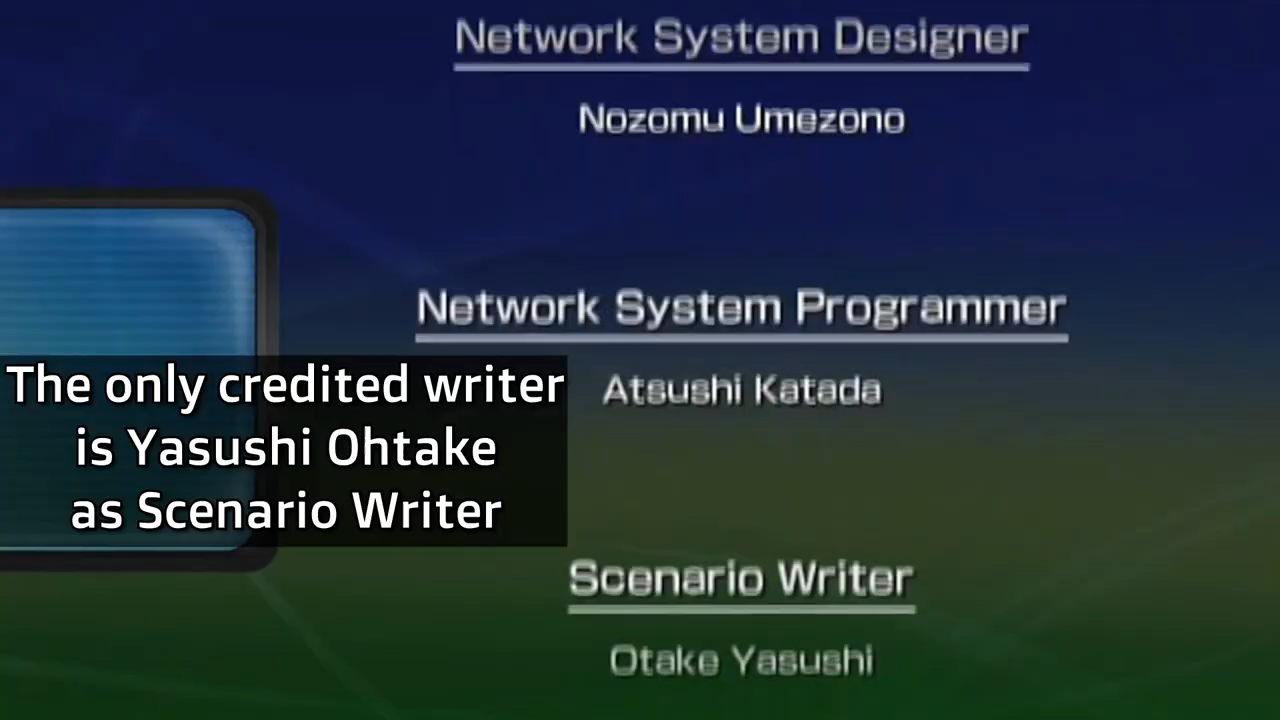 Network System Designer
Nozomu Umezono
Network System Programmer
Atsushi Katada
The only credited writer
is Yasushi Ohtake
as Scenario Writer
Scenario Writer
Otake Yasushi